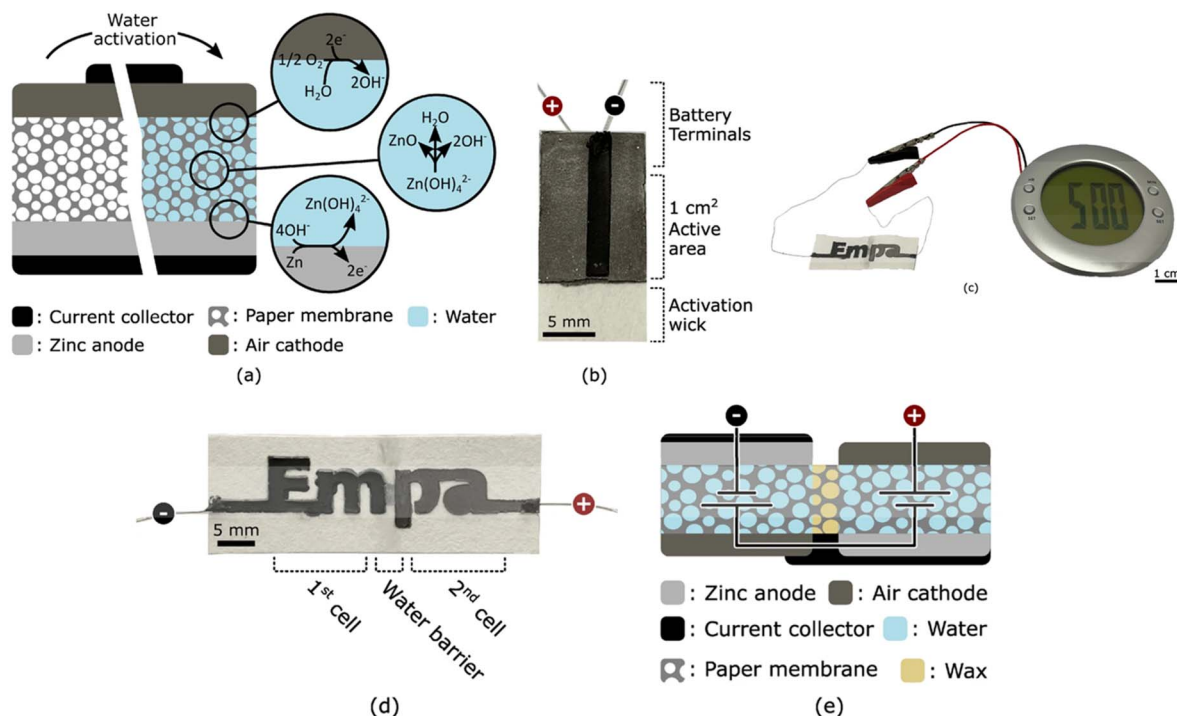 Water
activation
2e⁻
1/2 O₂
2OH⁻
H₂O
H₂O
ZnO
2OH⁻
Zn(OH)₄²⁻
Zn(OH)₄²⁻
4OH⁻
Zn
2e⁻
: Current collector
: Paper membrane
: Water
: Zinc anode
: Air cathode
(a)
+
-
Battery
Terminals
1 cm²
Active
area
Activation
wick
5 mm
(b)
Empa
500
1 cm
(c)
-
Empa
+
5 mm
1st cell
Water barrier
2nd cell
(d)
-
+
: Zinc anode
: Air cathode
: Current collector
: Water
: Paper membrane
: Wax
(e)